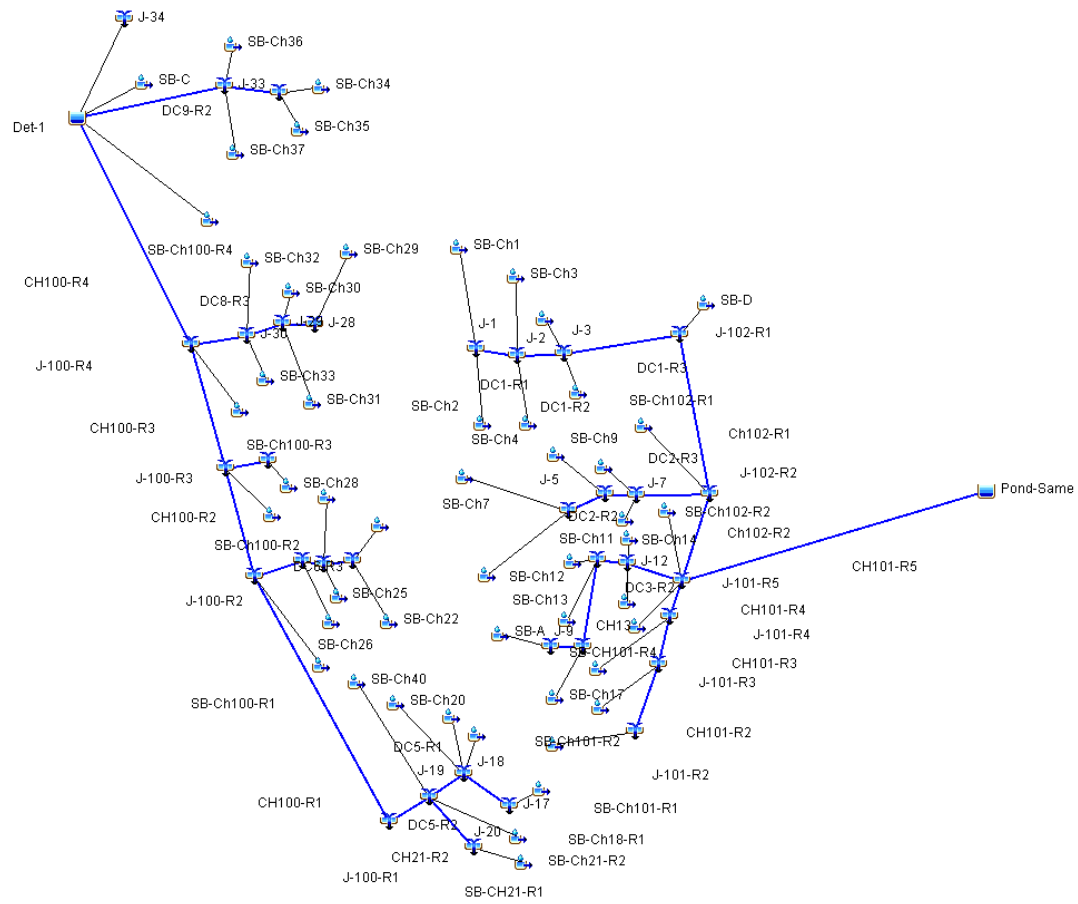 J-34
SB-Ch36
SB-C
J-33
SB-Ch34
DC9-R2
Det-1
SB-Ch35
SB-Ch37
SB-Ch100-R4
SB-Ch32
SB-Ch29
SB-Ch1
SB-Ch3
CH100-R4
DC8-R3
SB-Ch30
SB-D
J-28
J-30
J-1
J-2
J-3
J-102-R1
J-100-R4
DC1-R3
SB-Ch33
DC1-R1
SB-Ch31
DC1-R2
SB-Ch102-R1
SB-Ch2
CH100-R3
SB-Ch4
Ch102-R1
SB-Ch100-R3
SB-Ch9
DC2-R3
J-100-R3
SB-Ch28
SB-Ch7
J-5
J-7
J-102-R2
Pond-Same
CH100-R2
DC2-R2
SB-Ch102-R2
SB-Ch100-R2
SB-Ch11
SB-Ch14
Ch102-R2
J-100-R2
SB-Ch12
J-12
CH101-R5
SB-Ch25
DC3-R2
J-101-R5
SB-Ch13
SB-Ch22
CH101-R4
SB-Ch26
SB-A
J-9
CH13
J-101-R4
SB-CH101-R4
CH101-R3
SB-Ch40
J-101-R3
SB-Ch100-R1
SB-Ch20
SB-Ch17
CH101-R2
DC5-R1
SB-Ch101-R2
J-18
J-19
J-101-R2
CH100-R1
J-17
SB-Ch101-R1
DC5-R2
J-20
SB-Ch18-R1
CH21-R2
SB-Ch21-R2
J-100-R1
SB-CH21-R1